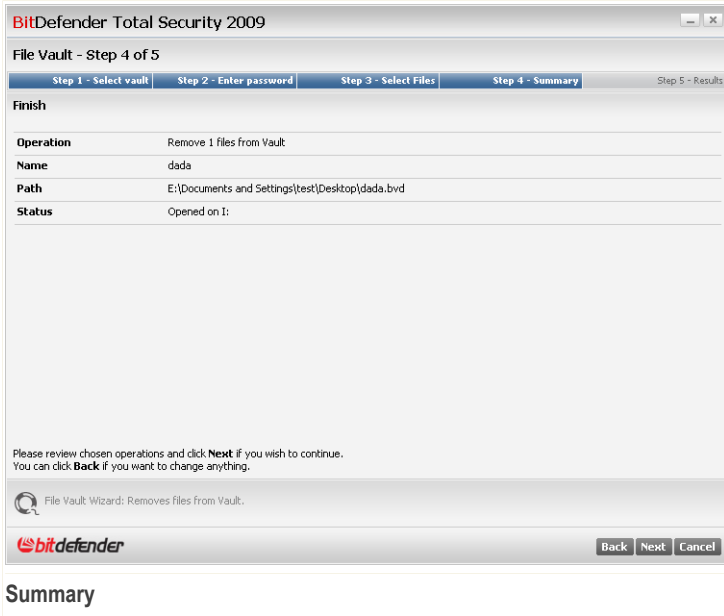 BitDefender Total Security 2009
File Vault - Step 4 of 5
Step 1 - Select vault Step 2 - Enter password Step 3 - Select Files Step 4 - Summary Step 5 - Results
Finish
Operation Remove 1 files from Vault
Name dada
Path E:\Documents and Settings\test\Desktop\dada.bvd
Status Opened on I:
Please review chosen operations and click Next if you wish to continue.
You can click Back if you want to change anything.
File Vault Wizard: Removes files from Vault.
bitdefender
Back Next Cancel
Summary